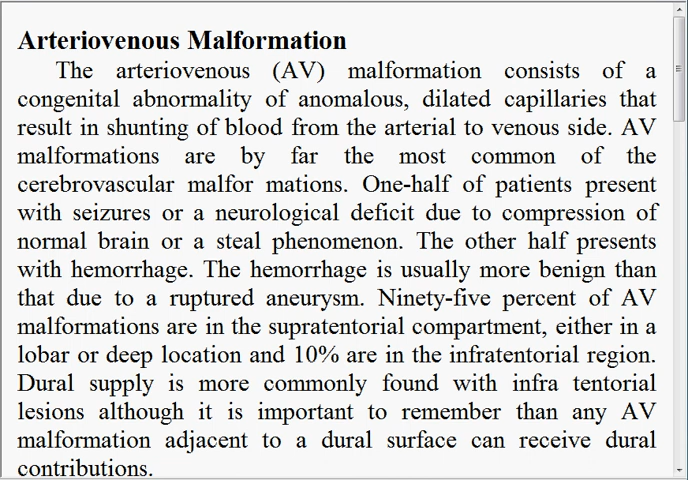 Arteriovenous Malformation
The arteriovenous (AV) malformation consists of a
congenital abnormality of anomalous, dilated capillaries that
result in shunting of blood from the arterial to venous side. AV
malformations are by far the most common of the
cerebrovascular malfor mations. One-half of patients present
with seizures or a neurological deficit due to compression of
normal brain or a steal phenomenon. The other half presents
with hemorrhage. The hemorrhage is usually more benign than
that due to a ruptured aneurysm. Ninety-five percent of AV
malformations are in the supratentorial compartment, either in a
lobar or deep location and 10% are in the infratentorial region.
Dural supply is more commonly found with infra tentorial
lesions although it is important to remember than any AV
malformation adjacent to a dural surface can receive dural
contributions.